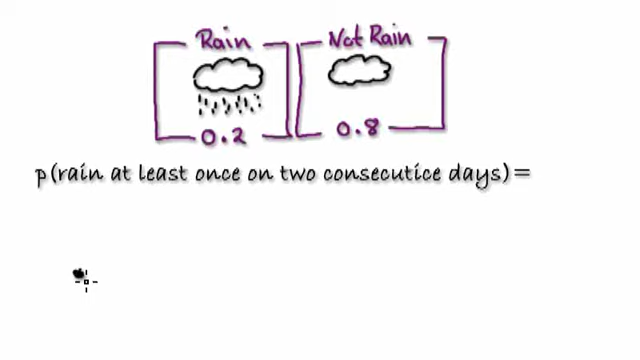 Rain Not Rain
0.2 0.8
p(rain at least once on two consecutice days)=